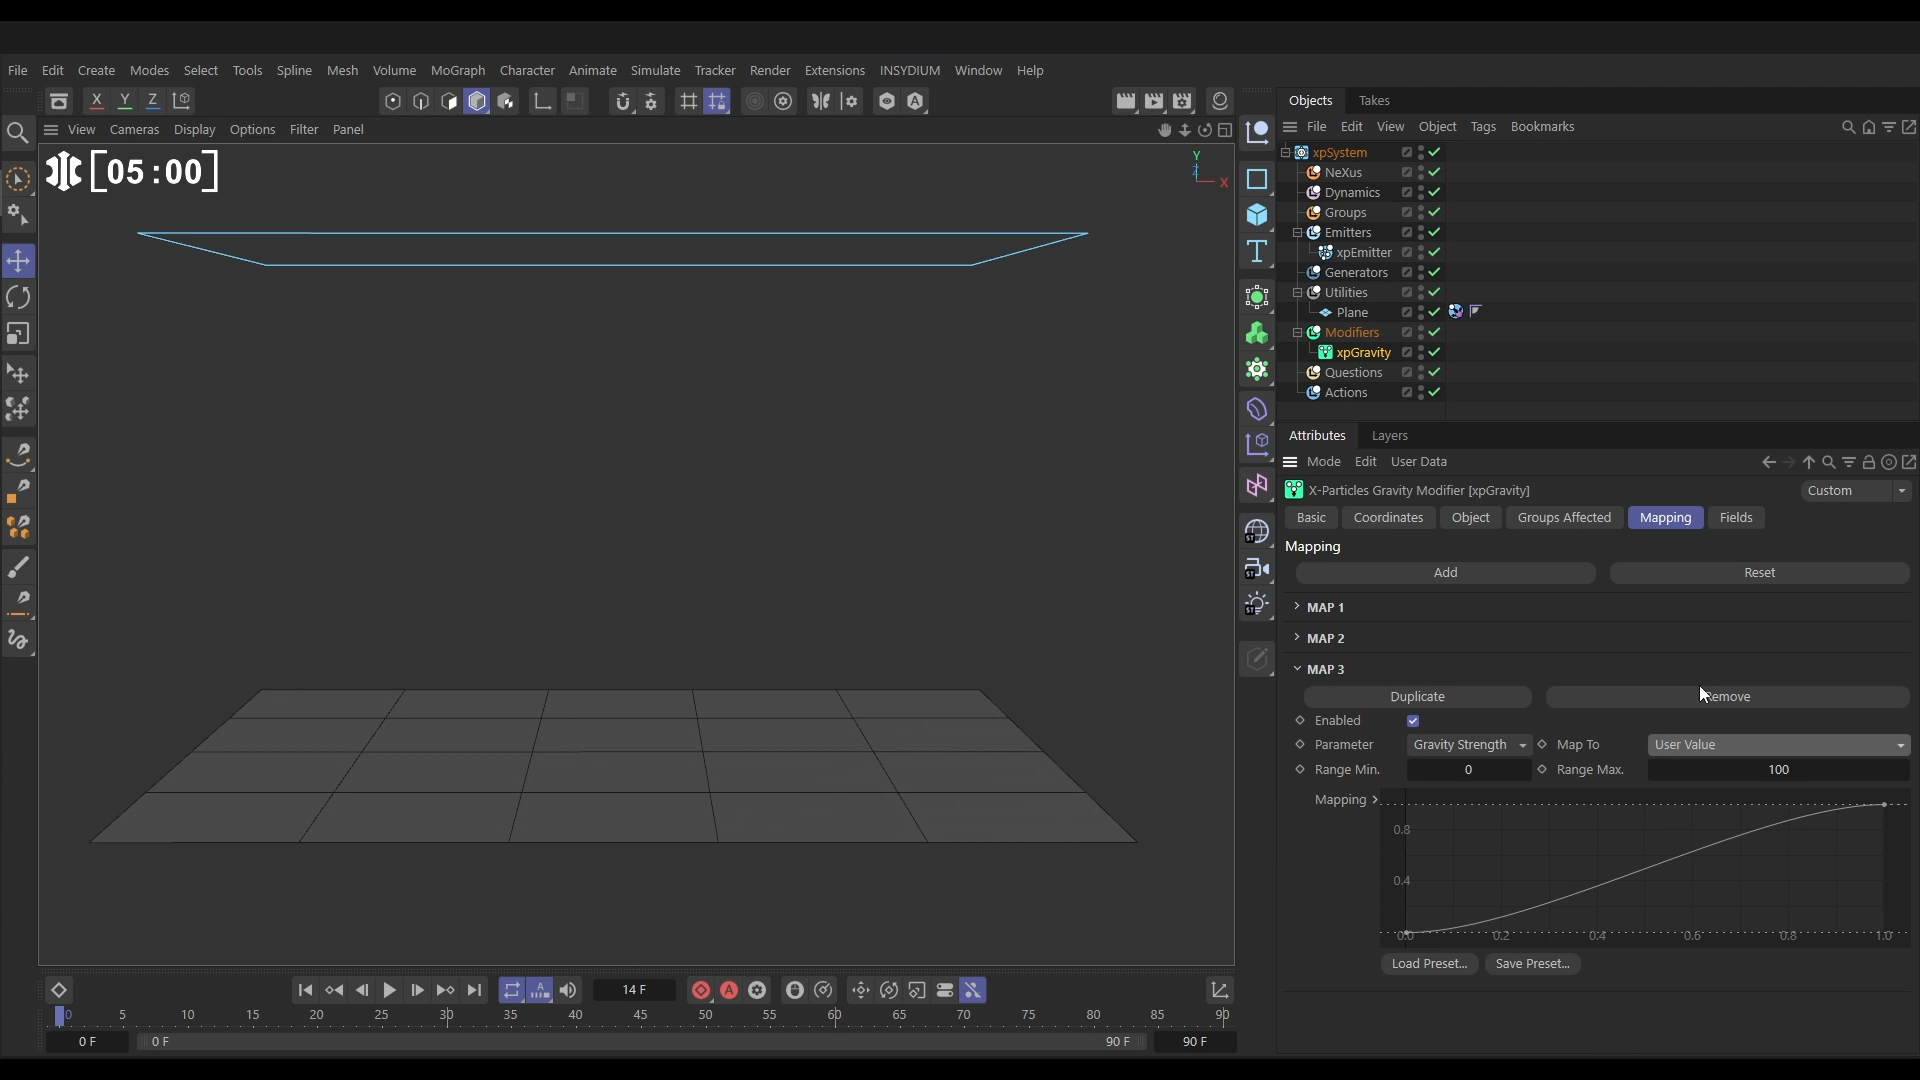 File Edit Create Modes Select Tools Spline Mesh Volume MoGraph Character Animate Simulate Tracker Render Extensions INSYDIUM Window Help
X Y Z
View Cameras Display Options Filter Panel
[05:00]
Y
Z
X
Objects Takes
File Edit View Object Tags Bookmarks
xpSystem
NeXus
Dynamics
Groups
Emitters
xpEmitter
Generators
Utilities
Plane
Modifiers
xpGravity
Questions
Actions
Attributes Layers
Mode Edit User Data
X-Particles Gravity Modifier [xpGravity] Custom
Basic Coordinates Object Groups Affected Mapping Fields
Mapping
Add Reset
MAP 1
MAP 2
MAP 3
Duplicate Remove
Enabled
Parameter Gravity Strength Map To User Value
Range Min. 0 Range Max. 100
Mapping
0.8
0.4
0.0 0.2 0.4 0.6 0.8 1.0
Load Preset... Save Preset...
14 F
0 5 10 15 20 25 30 35 40 45 50 55 60 65 70 75 80 85 90
0 F 0 F 90 F 90 F